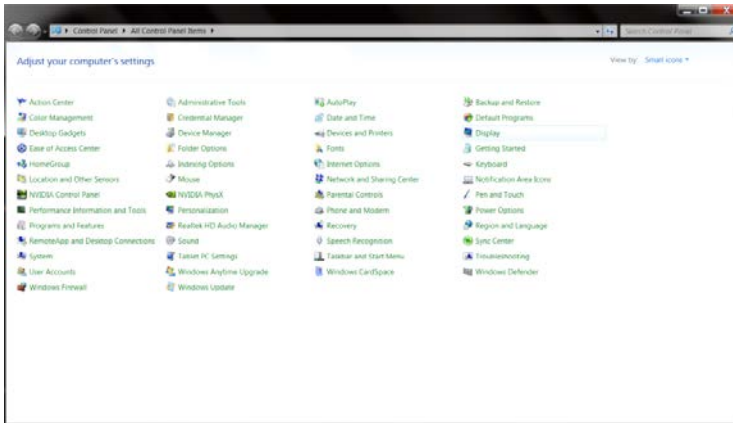 Control Panel ▸ All Control Panel Items ▸ Search Control Panel
Adjust your computer's settings View by: Small icons
Action Center Administrative Tools AutoPlay Backup and Restore
Color Management Credential Manager Date and Time Default Programs
Desktop Gadgets Device Manager Devices and Printers Display
Ease of Access Center Folder Options Fonts Getting Started
HomeGroup Indexing Options Internet Options Keyboard
Location and Other Sensors Mouse Network and Sharing Center Notification Area Icons
NVIDIA Control Panel NVIDIA PhysX Parental Controls Pen and Touch
Performance Information and Tools Personalization Phone and Modem Power Options
Programs and Features Realtek HD Audio Manager Recovery Region and Language
RemoteApp and Desktop Connections Sound Speech Recognition Sync Center
System Tablet PC Settings Taskbar and Start Menu Troubleshooting
User Accounts Windows Anytime Upgrade Windows CardSpace Windows Defender
Windows Firewall Windows Update